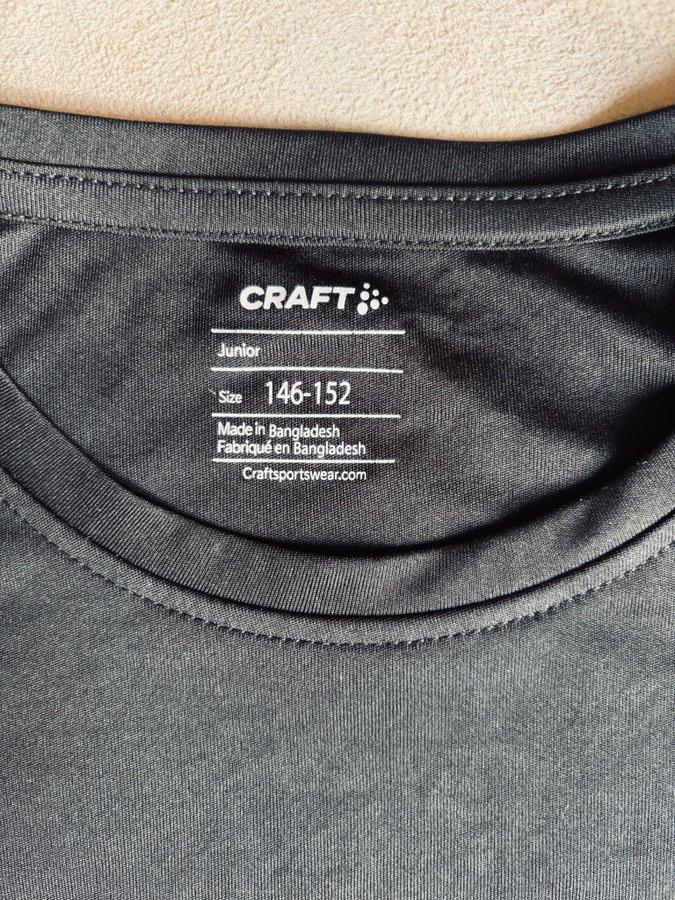 CRAFT
Junior
Size 146-152
Made in Bangladesh
Fabriqué en Bangladesh
Craftsportswear.com